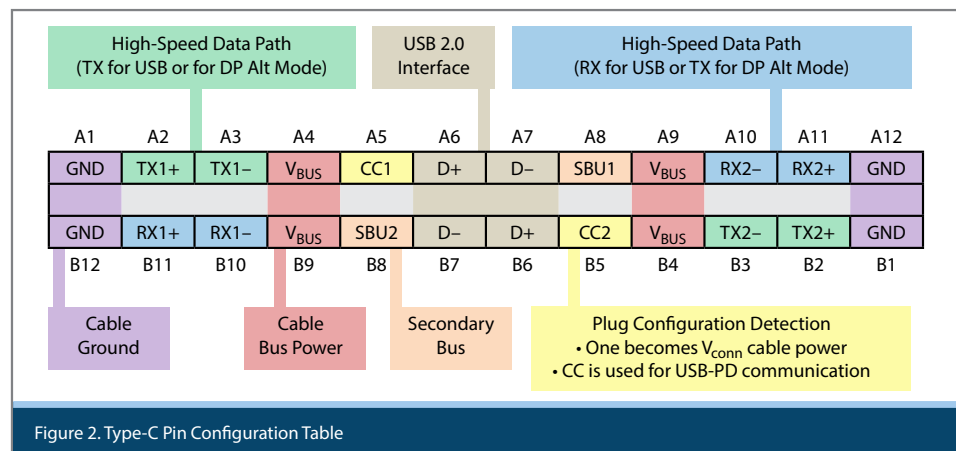 High-Speed Data Path
(TX for USB or for DP Alt Mode)
USB 2.0
Interface
High-Speed Data Path
(RX for USB or TX for DP Alt Mode)
A1 A2 A3 A4 A5 A6 A7 A8 A9 A10 A11 A12
GND TX1+ TX1– VBUS CC1 D+ D– SBU1 VBUS RX2– RX2+ GND
GND RX1+ RX1– VBUS SBU2 D– D+ CC2 VBUS TX2– TX2+ GND
B12 B11 B10 B9 B8 B7 B6 B5 B4 B3 B2 B1
Cable
Ground
Cable
Bus Power
Secondary
Bus
Plug Configuration Detection
• One becomes Vconn cable power
• CC is used for USB-PD communication
Figure 2. Type-C Pin Configuration Table